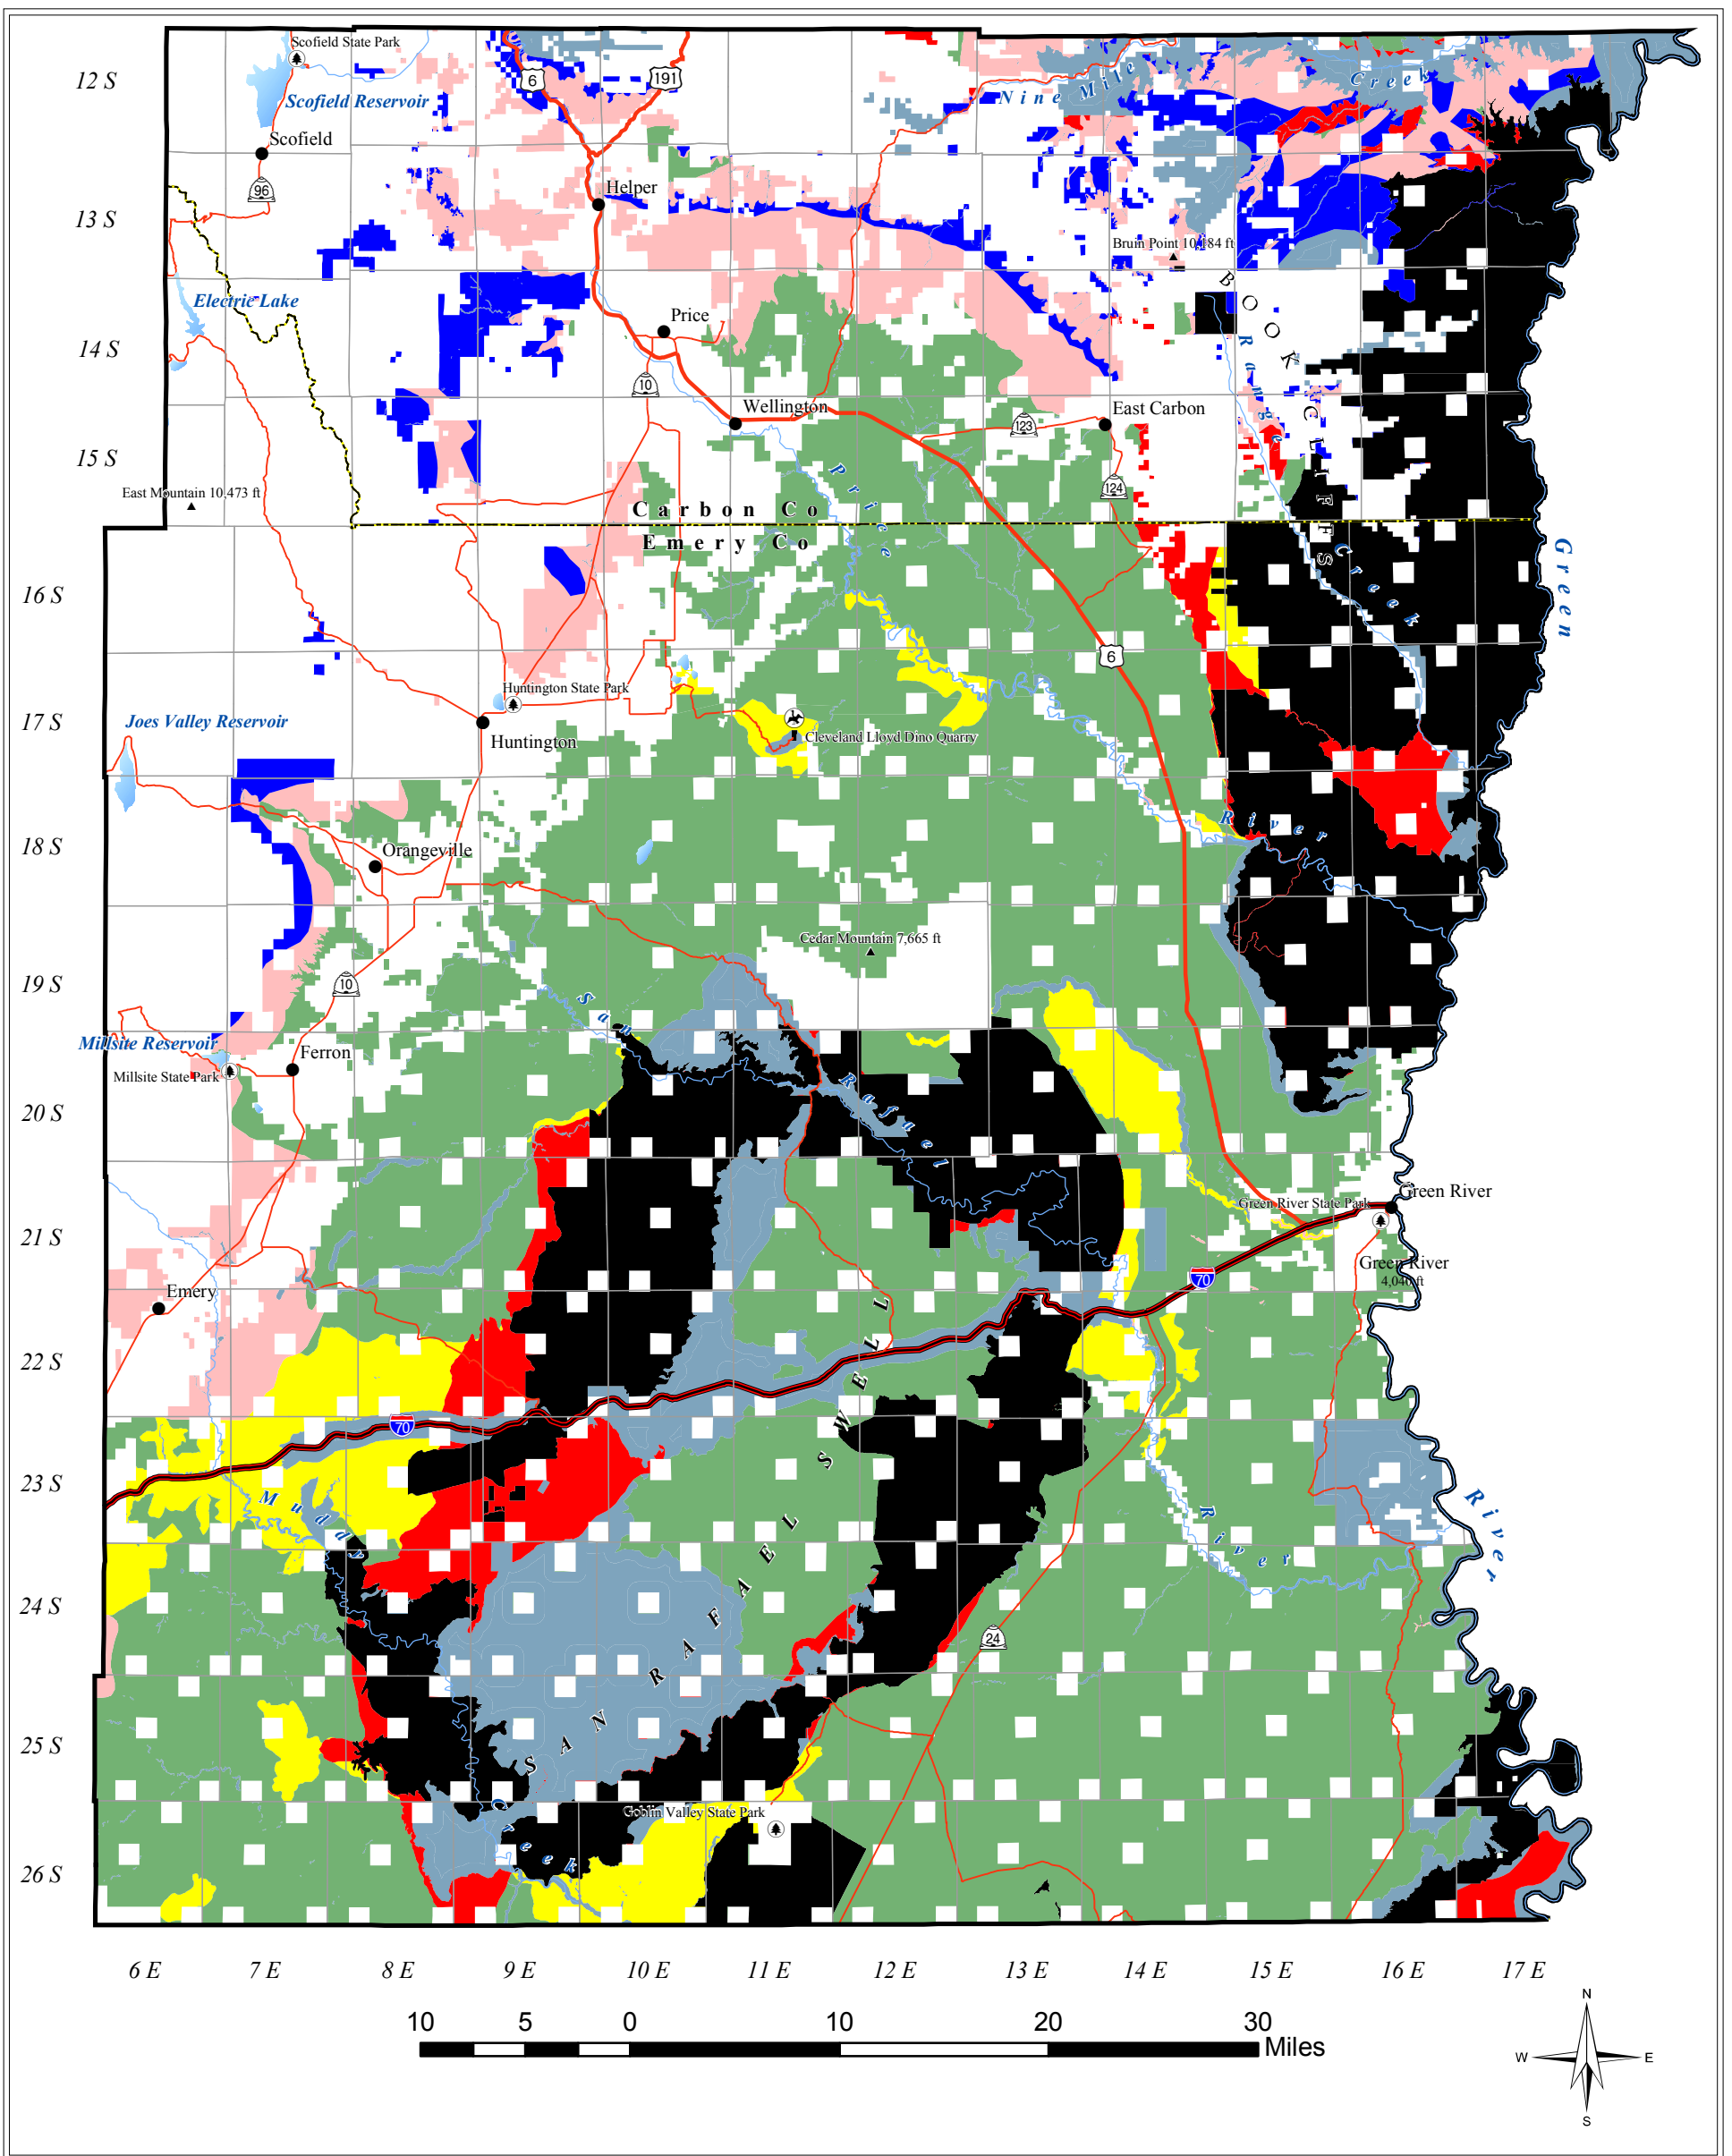 Scofield State Park
12 S
6
191
Nine Mile
Creek
Scofield Reservoir
Scofield
96
Helper
13 S
Bruin Point 10,184 ft
BOOK CLIFFS
Electric Lake
Range
Creek
Price
14 S
10
Wellington
123
East Carbon
15 S
124
East Mountain 10,473 ft
Price
River
Carbon Co
Emery Co
Green
River
16 S
6
Huntington State Park
17 S
Joes Valley Reservoir
Huntington
Cleveland Lloyd Dino Quarry
18 S
Orangeville
Cedar Mountain 7,665 ft
19 S
10
San
Rafael
River
Millsite Reservoir
Ferron
Millsite State Park
20 S
Green River State Park
Green River
21 S
Green River
4,040 ft
70
Emery
22 S
70
SAN RAFAEL SWELL
23 S
Muddy
Creek
24 S
24
25 S
Goblin Valley State Park
26 S
6 E
7 E
8 E
9 E
10 E
11 E
12 E
13 E
14 E
15 E
16 E
17 E
10
5
0
10
20
30
Miles
N
W
E
S